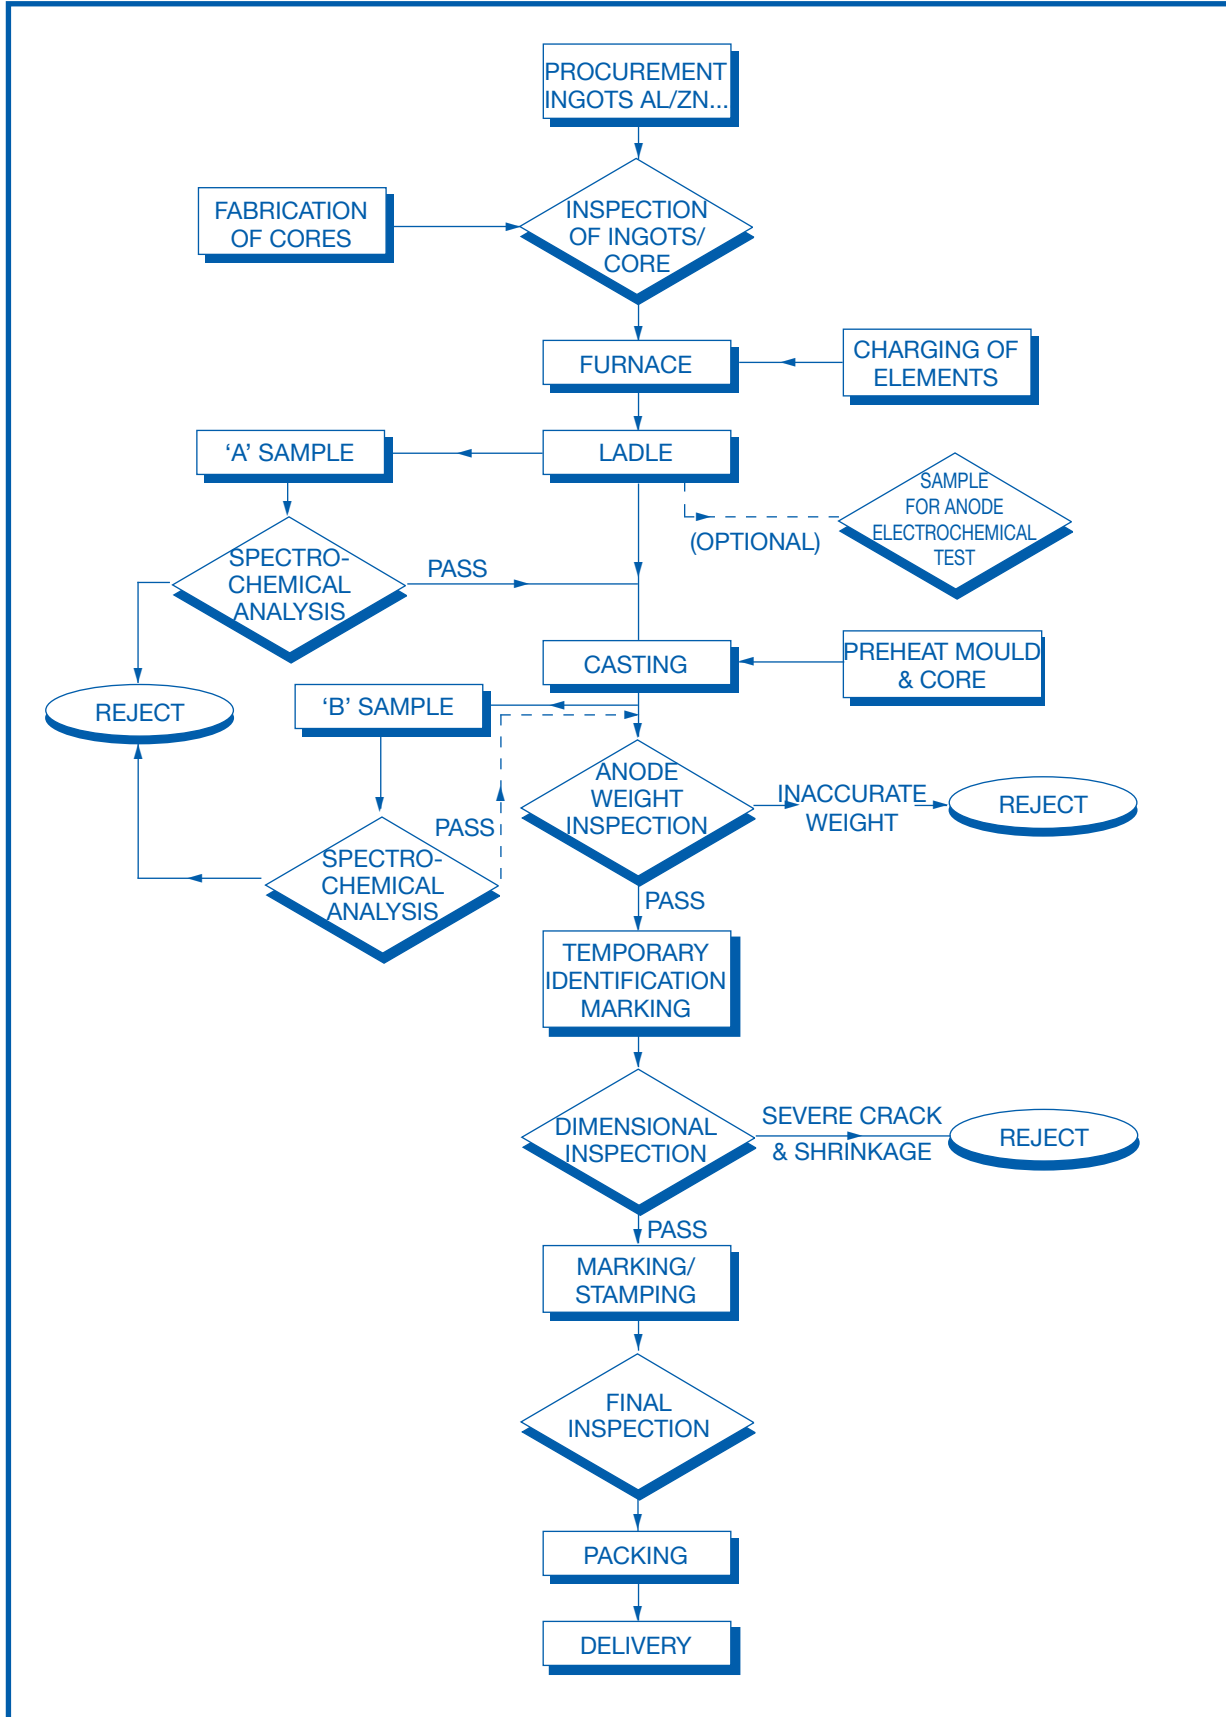 PROCUREMENT
INGOTS AL/ZN...
FABRICATION
OF CORES
INSPECTION
OF INGOTS/
CORE
FURNACE
CHARGING OF
ELEMENTS
‘A’ SAMPLE
LADLE
SAMPLE
FOR ANODE
ELECTROCHEMICAL
TEST
(OPTIONAL)
SPECTRO-
CHEMICAL
ANALYSIS
PASS
CASTING
PREHEAT MOULD
& CORE
REJECT
‘B’ SAMPLE
ANODE
WEIGHT
INSPECTION
INACCURATE
WEIGHT
REJECT
PASS
SPECTRO-
CHEMICAL
ANALYSIS
PASS
TEMPORARY
IDENTIFICATION
MARKING
DIMENSIONAL
INSPECTION
SEVERE CRACK
& SHRINKAGE
REJECT
PASS
MARKING/
STAMPING
FINAL
INSPECTION
PACKING
DELIVERY